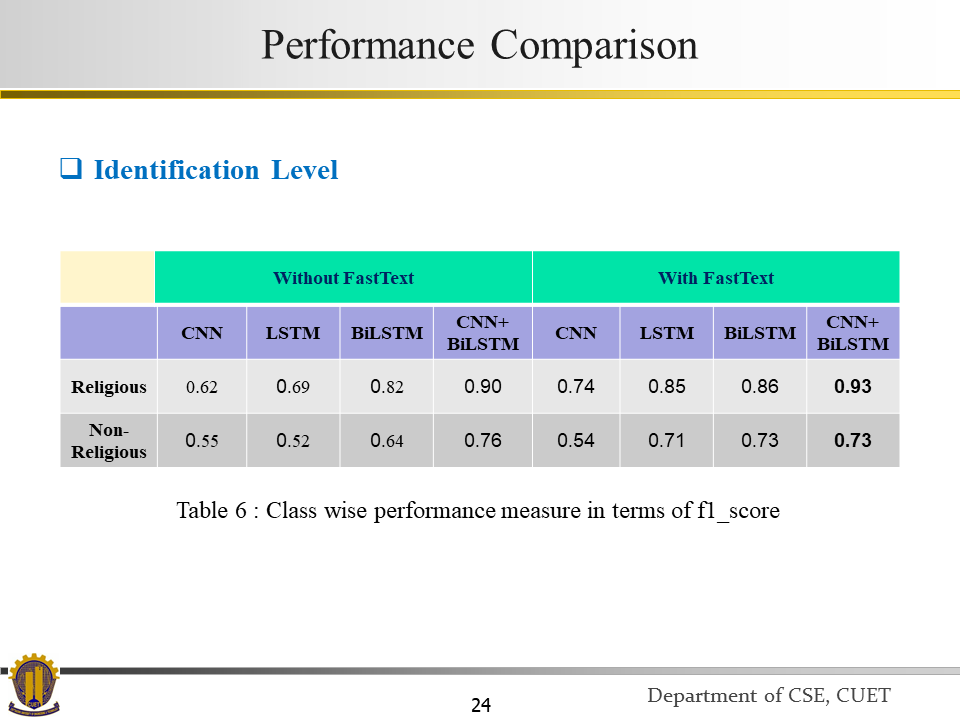 Performance Comparison
Identification Level
Without FastText With FastText
CNN LSTM BiLSTM CNN+ BiLSTM CNN LSTM BiLSTM CNN+ BiLSTM
Religious 0.62 0.69 0.82 0.90 0.74 0.85 0.86 0.93
Non-Religious 0.55 0.52 0.64 0.76 0.54 0.71 0.73 0.73
Table 6 : Class wise performance measure in terms of f1_score
24
Department of CSE, CUET
CUET